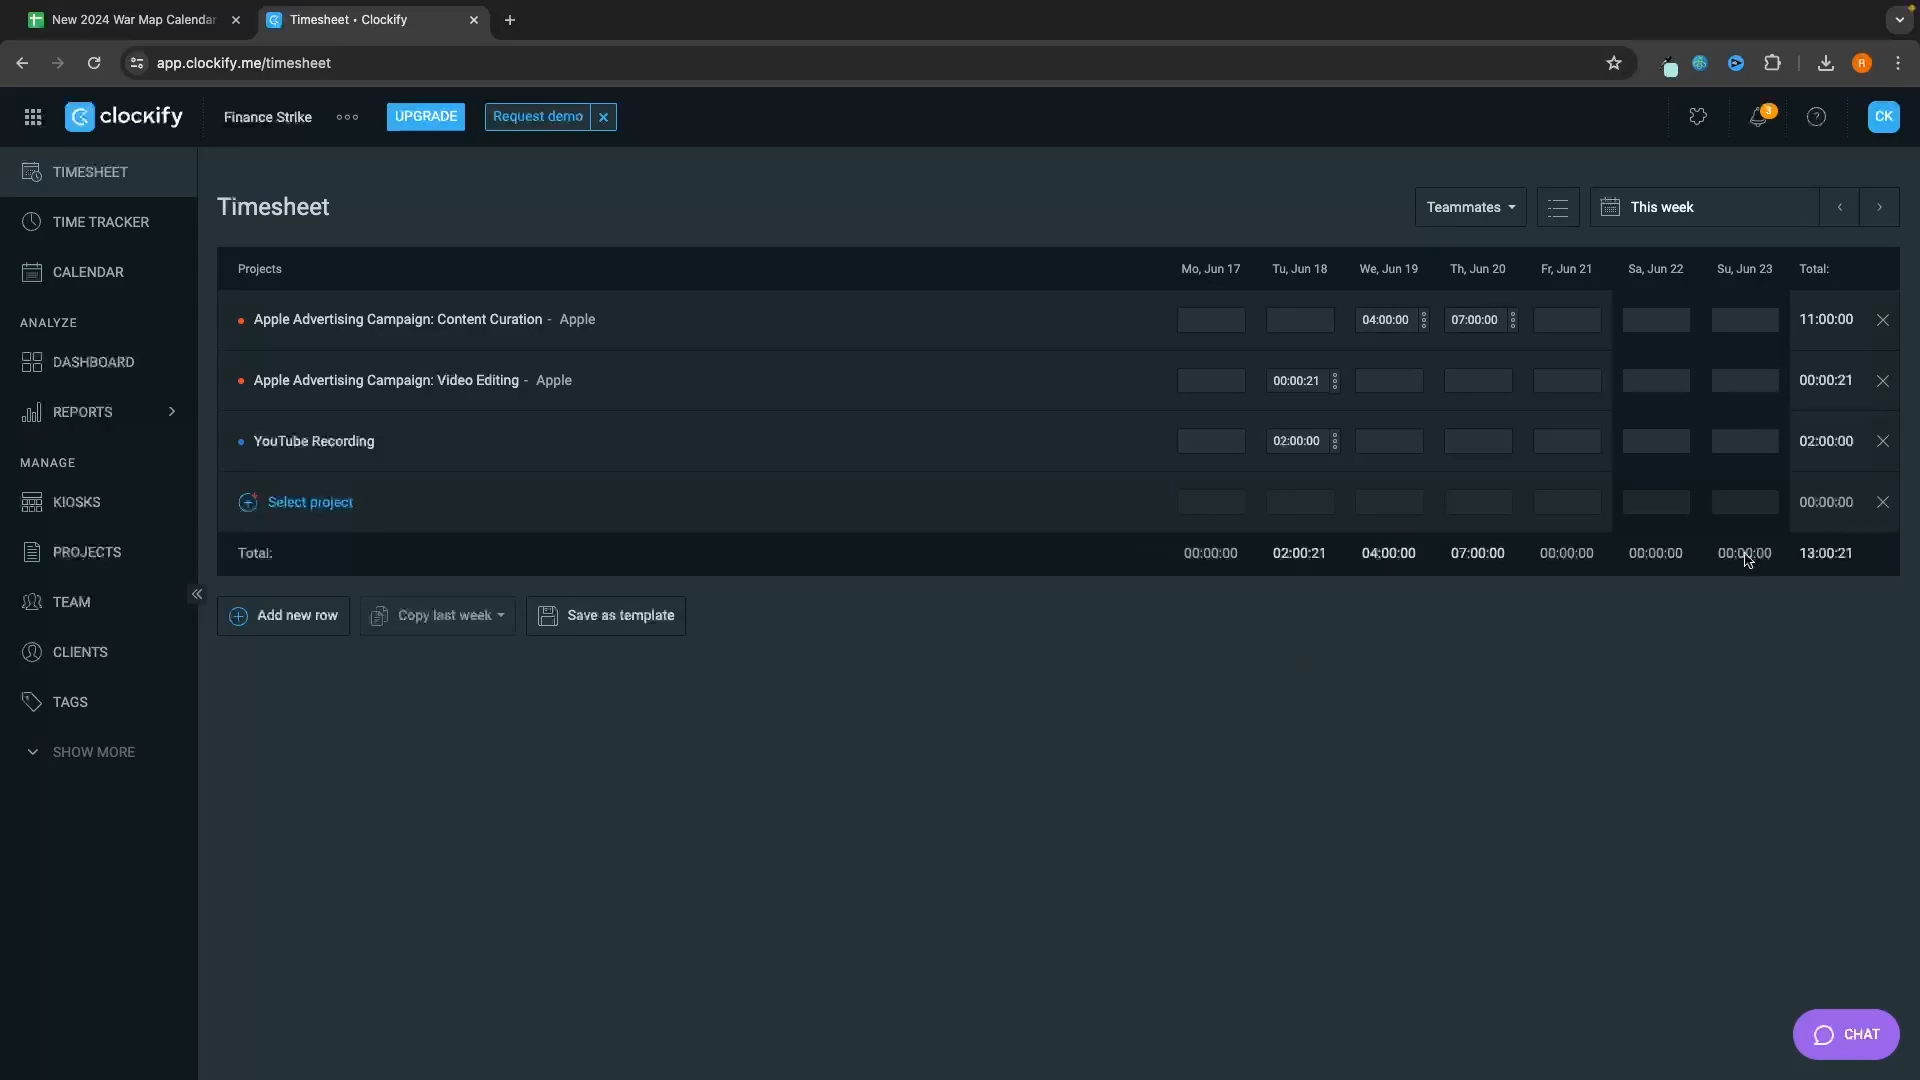 New 2024 War Map Calendar
Timesheet • Clockify
app.clockify.me/timesheet
R
clockify
Finance Strike
UPGRADE
Request demo
3
CK
TIMESHEET
TIME TRACKER
CALENDAR
ANALYZE
DASHBOARD
REPORTS
MANAGE
KIOSKS
PROJECTS
TEAM
CLIENTS
TAGS
SHOW MORE
Timesheet
Teammates
This week
Projects Mo, Jun 17 Tu, Jun 18 We, Jun 19 Th, Jun 20 Fr, Jun 21 Sa, Jun 22 Su, Jun 23 Total:
Apple Advertising Campaign: Content Curation - Apple 04:00:00 07:00:00 11:00:00
Apple Advertising Campaign: Video Editing - Apple 00:00:21 00:00:21
YouTube Recording 02:00:00 02:00:00
Select project 00:00:00
Total: 00:00:00 02:00:21 04:00:00 07:00:00 00:00:00 00:00:00 00:00:00 13:00:21
Add new row Copy last week Save as template
CHAT